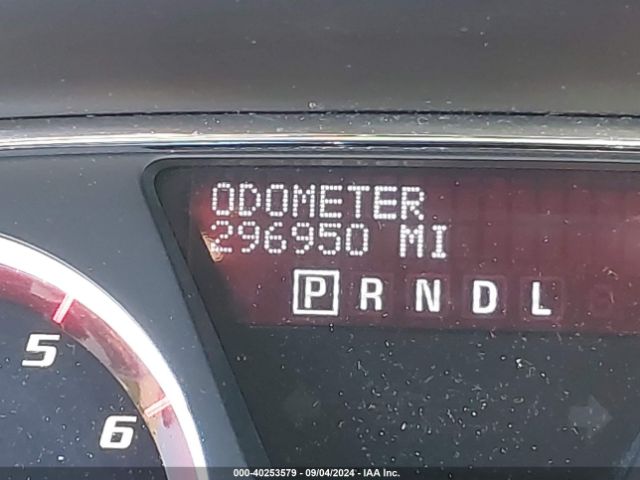 ODOMETER
296950 MI
P R N D L
5
6
000-40253579 - 09/04/2024 - IAA Inc.